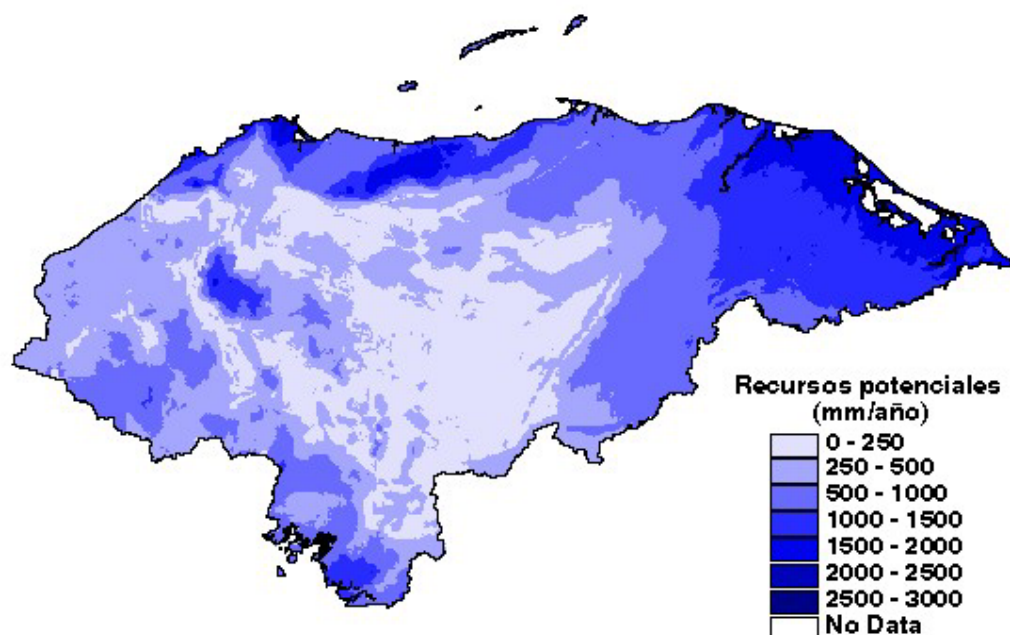 Recursos potenciales
(mm/año)
0 - 250
250 - 500
500 - 1000
1000 - 1500
1500 - 2000
2000 - 2500
2500 - 3000
No Data